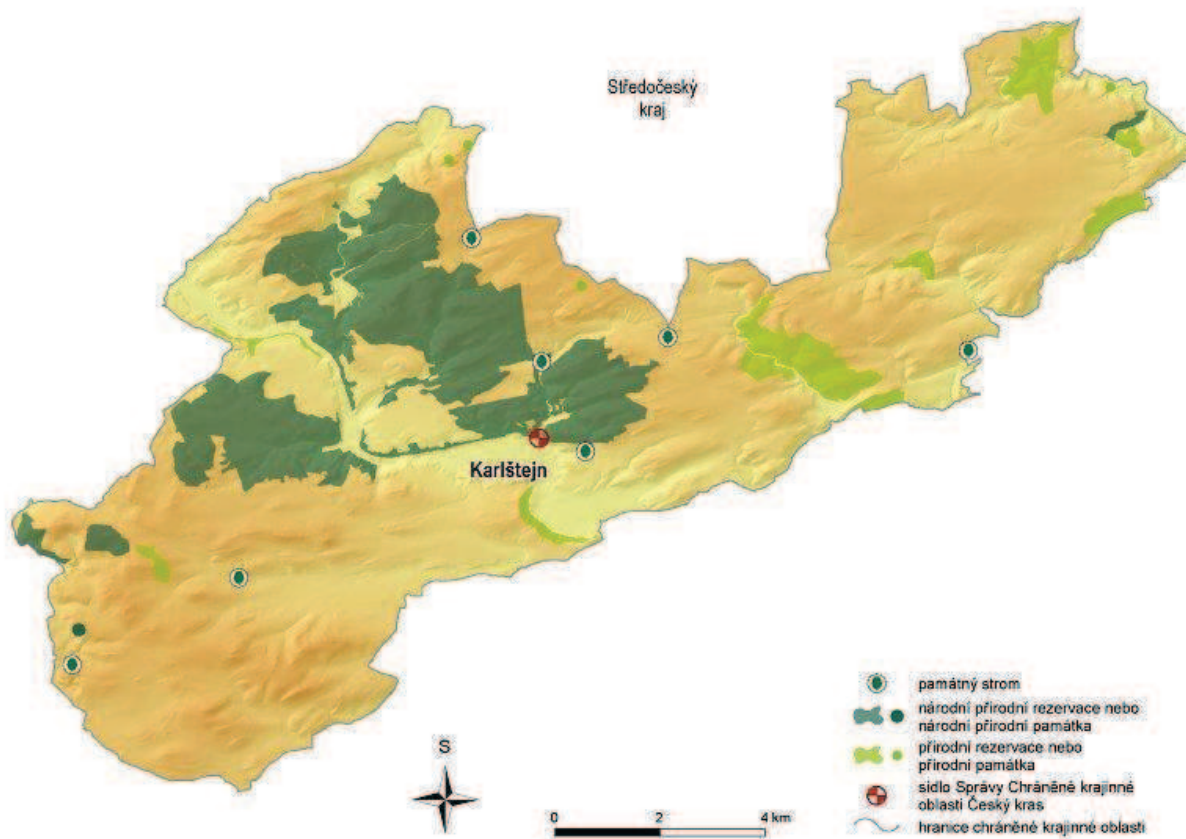 Středočeský
kraj
Karlštejn
S
0 2 4 km
památný strom
národní přírodní rezervace nebo
národní přírodní památka
přírodní rezervace nebo
přírodní památka
sídlo Správy Chráněné krajinné
oblasti Český kras
hranice chráněné krajinné oblasti